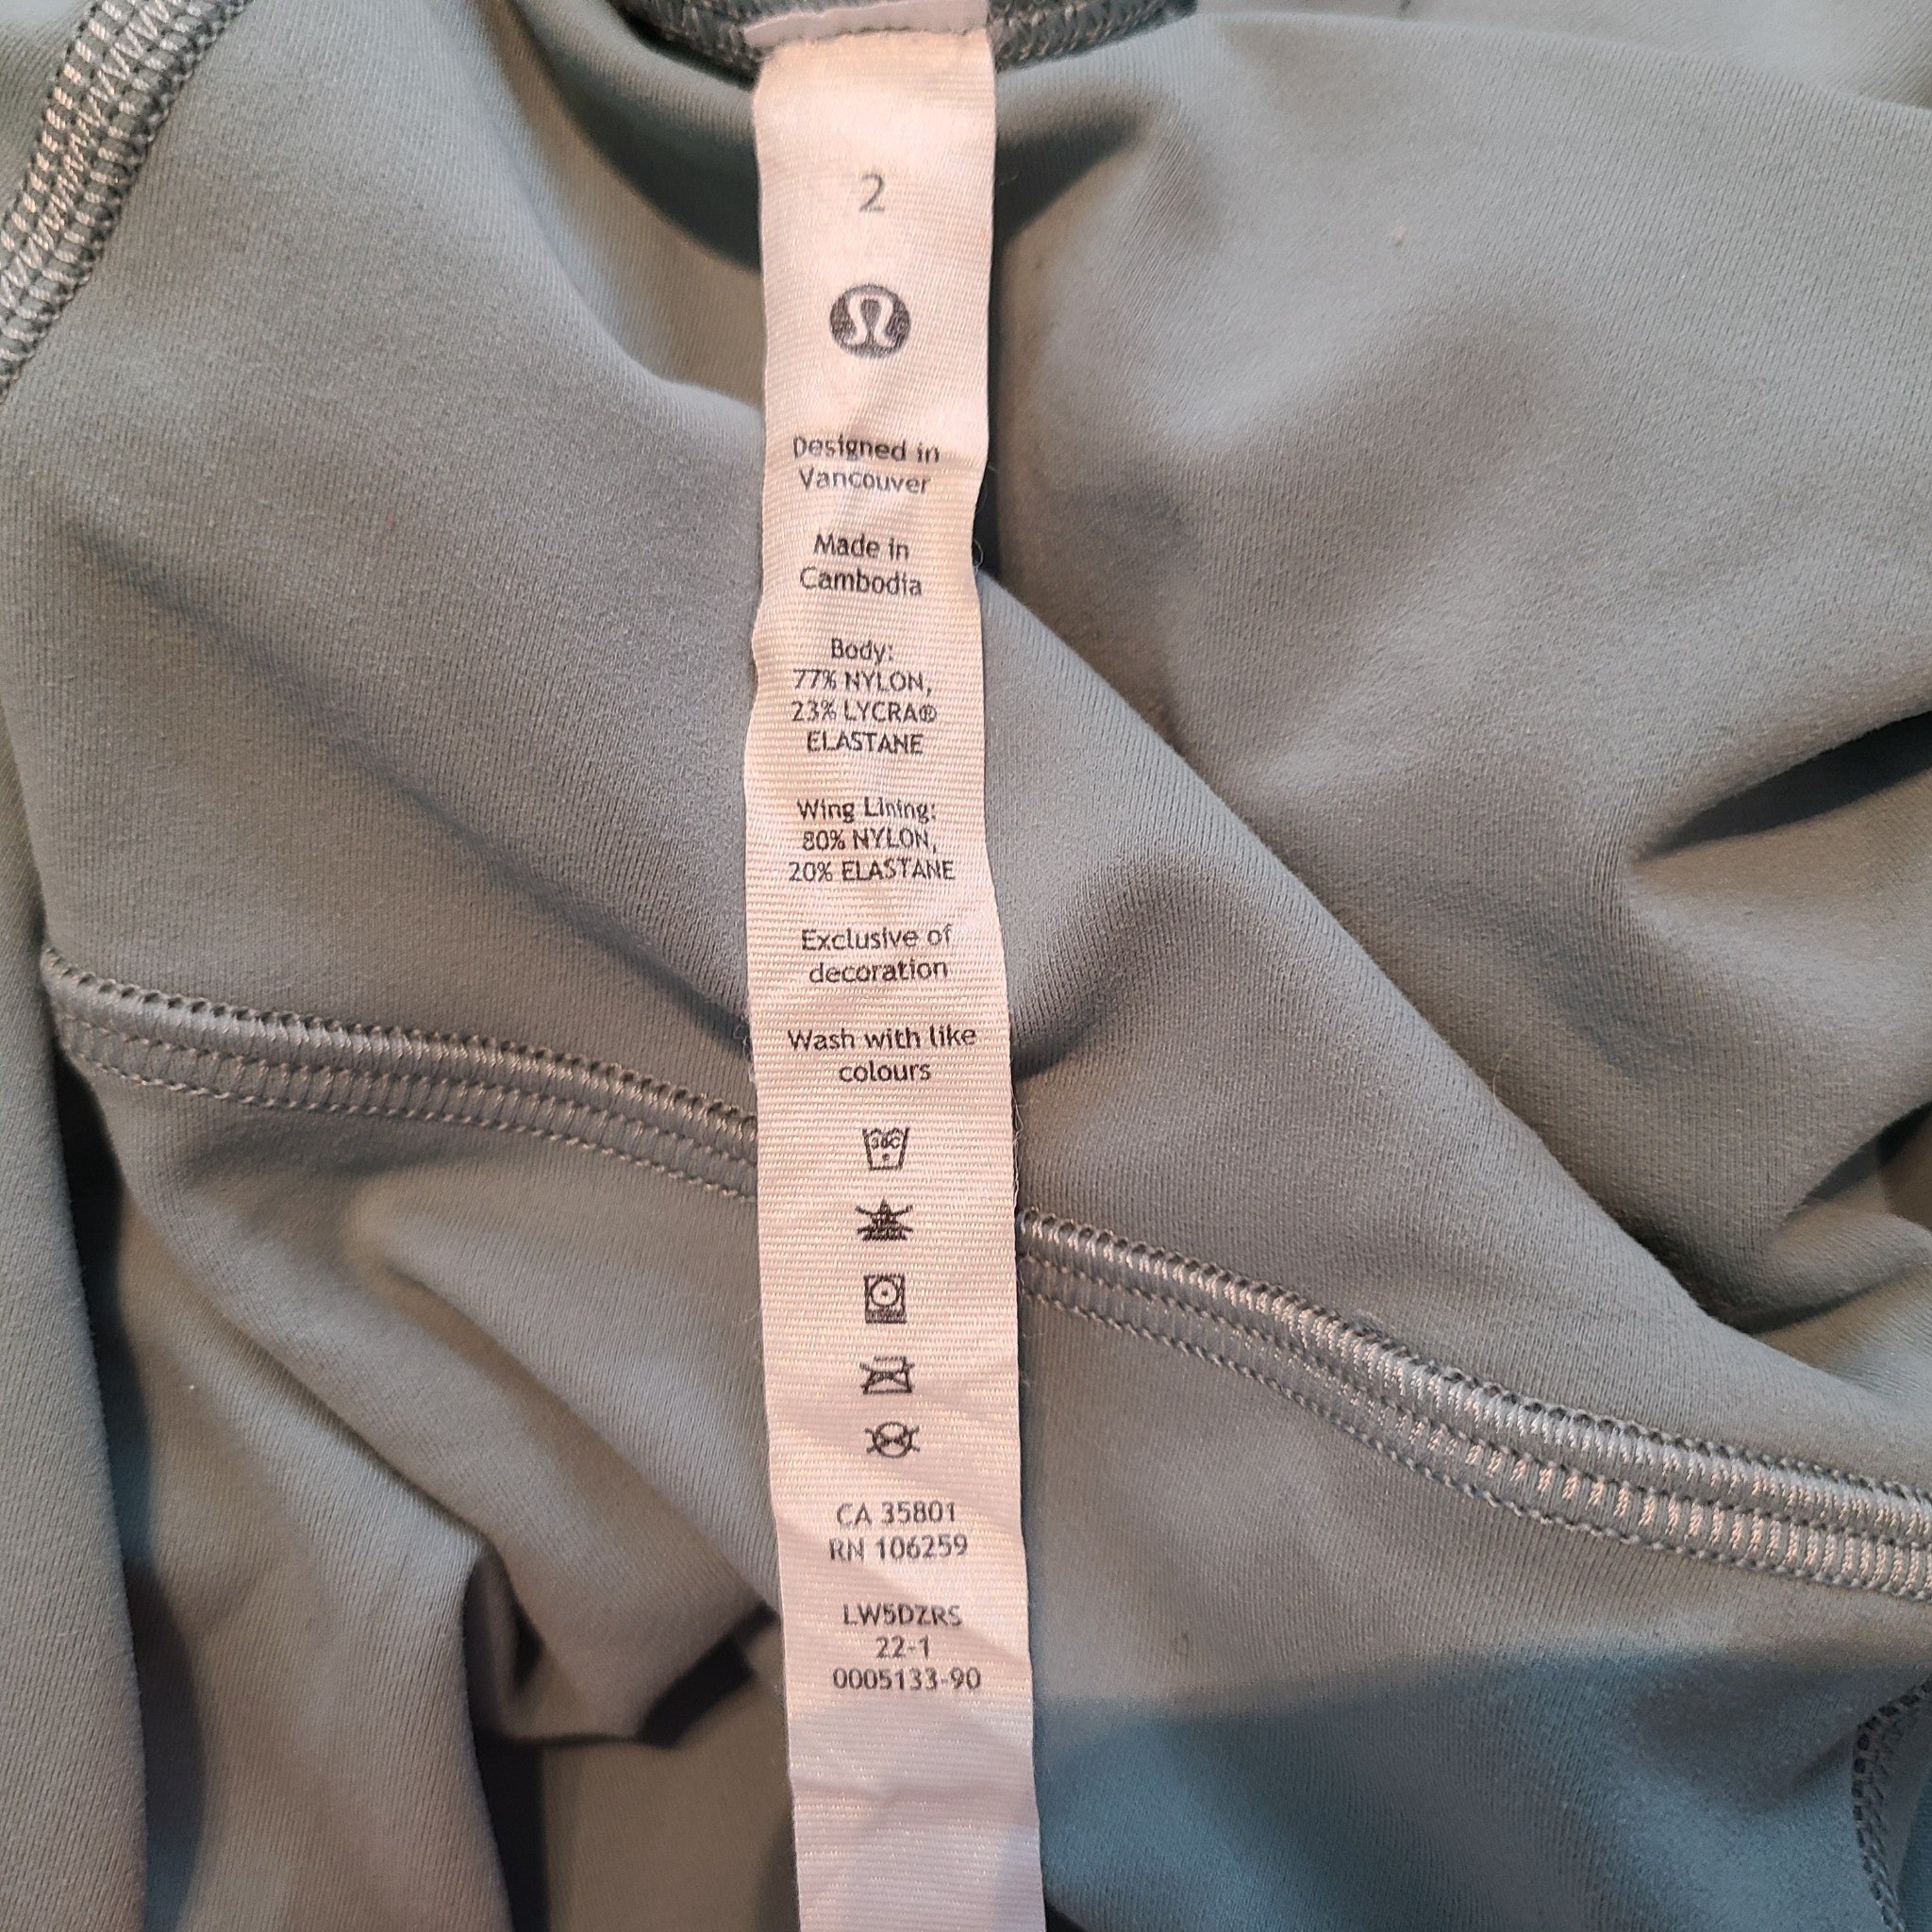 2
Designed in
Vancouver
Made in
Cambodia
Body:
77% NYLON,
23% LYCRA®
ELASTANE
Wing Lining:
80% NYLON,
20% ELASTANE
Exclusive of
decoration
Wash with like
colours
30C
CA 35801
RN 106259
LW5DZRS
22-1
0005133-90